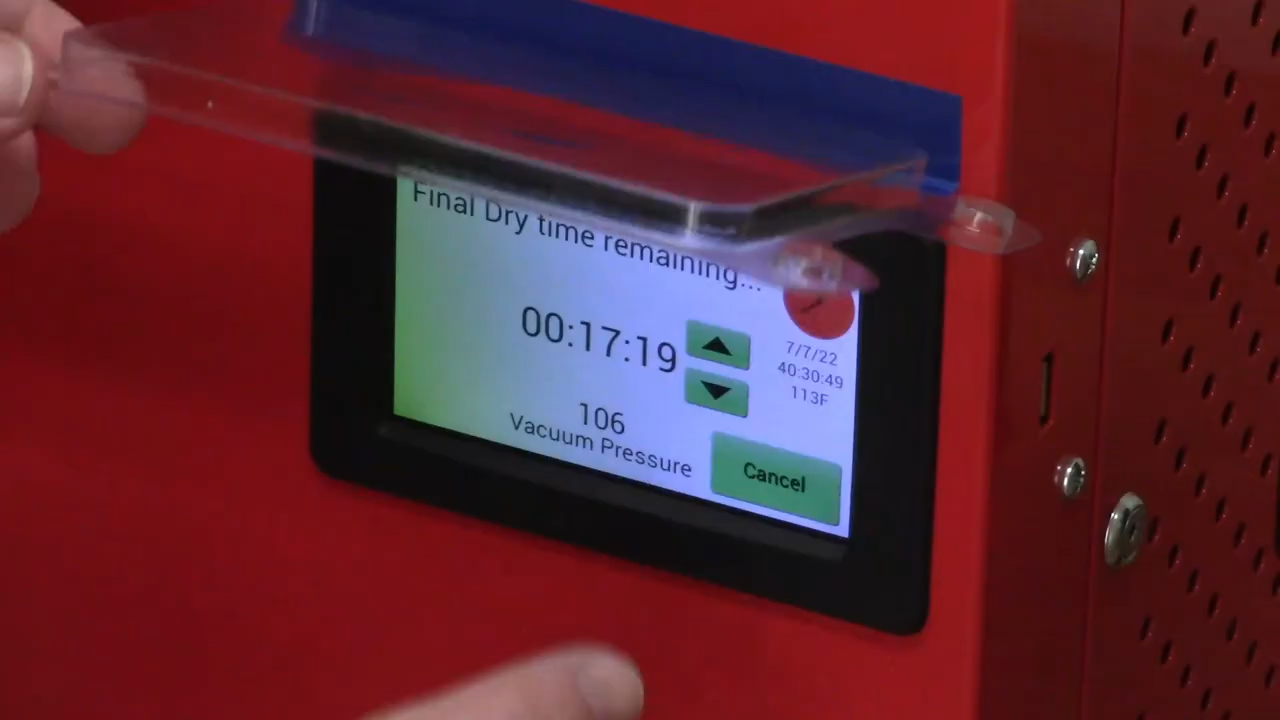 Final Dry time remaining...
00:17:19
7/7/22
40:30:49
113F
106
Vacuum Pressure
Cancel